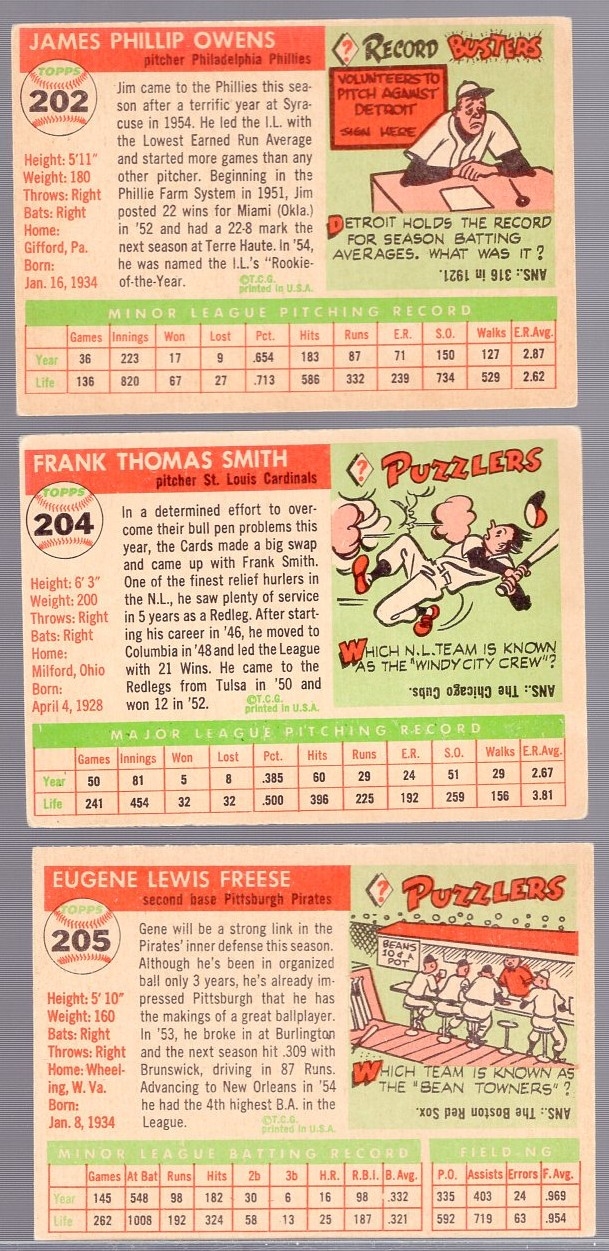 JAMES PHILLIP OWENS
pitcher Philadelphia Phillies
TOPPS
202
Height: 5'11"
Weight: 180
Throws: Right
Bats: Right
Home:
Gifford, Pa.
Born:
Jan. 16, 1934
Jim came to the Phillies this sea-
son after a terrific year at Syra-
cuse in 1954. He led the I.L. with
the Lowest Earned Run Average
and started more games than any
other pitcher. Beginning in the
Phillie Farm System in 1951, Jim
posted 22 wins for Miami (Okla.)
in '52 and had a 22-8 mark the
next season at Terre Haute. In '54,
he was named the I.L.'s "Rookie-
of-the-Year.
©T.C.G.
printed in U.S.A.
? RECORD BUSTERS
VOLUNTEERS TO
PITCH AGAINST
DETROIT
SIGN HERE
DETROIT HOLDS THE RECORD
FOR SEASON BATTING
AVERAGES. WHAT WAS IT?
ANS.: .316 in 1921.
MINOR LEAGUE PITCHING RECORD
Games Innings Won Lost Pct. Hits Runs E.R. S.O. Walks E.R.Avg.
Year 36 223 17 9 .654 183 87 71 150 127 2.87
Life 136 820 67 27 .713 586 332 239 734 529 2.62
FRANK THOMAS SMITH
pitcher St. Louis Cardinals
TOPPS
204
Height: 6' 3"
Weight: 200
Throws: Right
Bats: Right
Home:
Milford, Ohio
Born:
April 4, 1928
In a determined effort to over-
come their bull pen problems this
year, the Cards made a big swap
and came up with Frank Smith.
One of the finest relief hurlers in
the N.L., he saw plenty of service
in 5 years as a Redleg. After start-
ing his career in '46, he moved to
Columbia in '48 and led the League
with 21 Wins. He came to the
Redlegs from Tulsa in '50 and
won 12 in '52.
©T.C.G.
printed in U.S.A.
? PUZZLERS
WHICH N.L. TEAM IS KNOWN
AS THE "WINDY CITY CREW"?
ANS.: The Chicago Cubs.
MAJOR LEAGUE PITCHING RECORD
Games Innings Won Lost Pct. Hits Runs E.R. S.O. Walks E.R.Avg.
Year 50 81 5 8 .385 60 29 24 51 29 2.67
Life 241 454 32 32 .500 396 225 192 259 156 3.81
EUGENE LEWIS FREESE
second base Pittsburgh Pirates
TOPPS
205
Height: 5' 10"
Weight: 160
Bats: Right
Throws: Right
Home: Wheel-
ing, W. Va.
Born:
Jan. 8, 1934
Gene will be a strong link in the
Pirates' inner defense this season.
Although he's been in organized
ball only 3 years, he's already im-
pressed Pittsburgh that he has
the makings of a great ballplayer.
In '53, he broke in at Burlington
and the next season hit .309 with
Brunswick, driving in 87 Runs.
Advancing to New Orleans in '54
he had the 4th highest B.A. in the
League.
©T.C.G.
printed in U.S.A.
? PUZZLERS
BEANS
10¢ A
POT
WHICH TEAM IS KNOWN AS
THE "BEAN TOWNERS"?
ANS.: The Boston Red Sox.
MINOR LEAGUE BATTING RECORD FIELD-NG
Games At Bat Runs Hits 2b 3b H.R. R.B.I. B. Avg. P.O. Assists Errors F. Avg.
Year 145 548 98 182 30 6 16 98 .332 335 403 24 .969
Life 262 1008 192 324 58 13 25 187 .321 592 719 63 .954